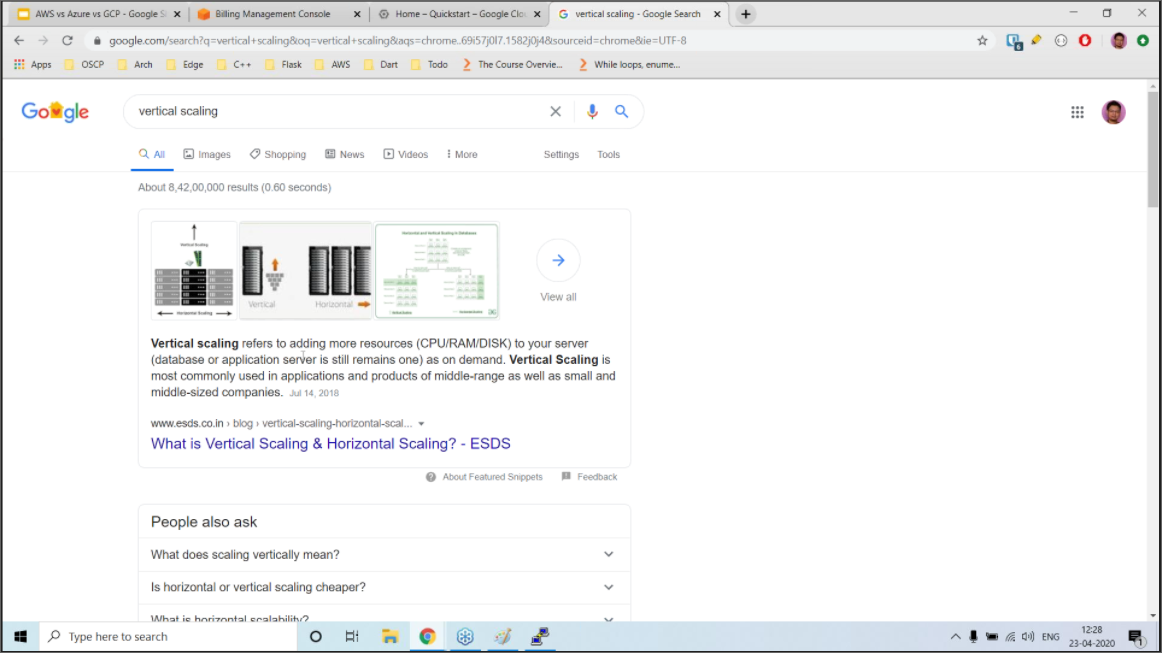 AWS vs Azure vs GCP - Google Sl
Billing Management Console
Home – Quickstart – Google Clou
vertical scaling - Google Search
google.com/search?q=vertical+scaling&oq=vertical+scaling&aqs=chrome..69i57j0l7.1582j0j4&sourceid=chrome&ie=UTF-8
Apps
OSCP
Arch
Edge
C++
Flask
AWS
Dart
Todo
The Course Overvie...
While loops, enume...
Google
vertical scaling
All
Images
Shopping
News
Videos
More
Settings
Tools
About 8,42,00,000 results (0.60 seconds)
Vertical Scaling
Horizontal Scaling
Vertical
Horizontal
Horizontal and Vertical Scaling in Databases
View all
Vertical scaling refers to adding more resources (CPU/RAM/DISK) to your server
(database or application server is still remains one) as on demand. Vertical Scaling is
most commonly used in applications and products of middle-range as well as small and
middle-sized companies. Jul 14, 2018
www.esds.co.in › blog › vertical-scaling-horizontal-scal...
What is Vertical Scaling & Horizontal Scaling? - ESDS
About Featured Snippets
Feedback
People also ask
What does scaling vertically mean?
Is horizontal or vertical scaling cheaper?
What is horizontal scalability?
Type here to search
ENG
12:28
23-04-2020
1